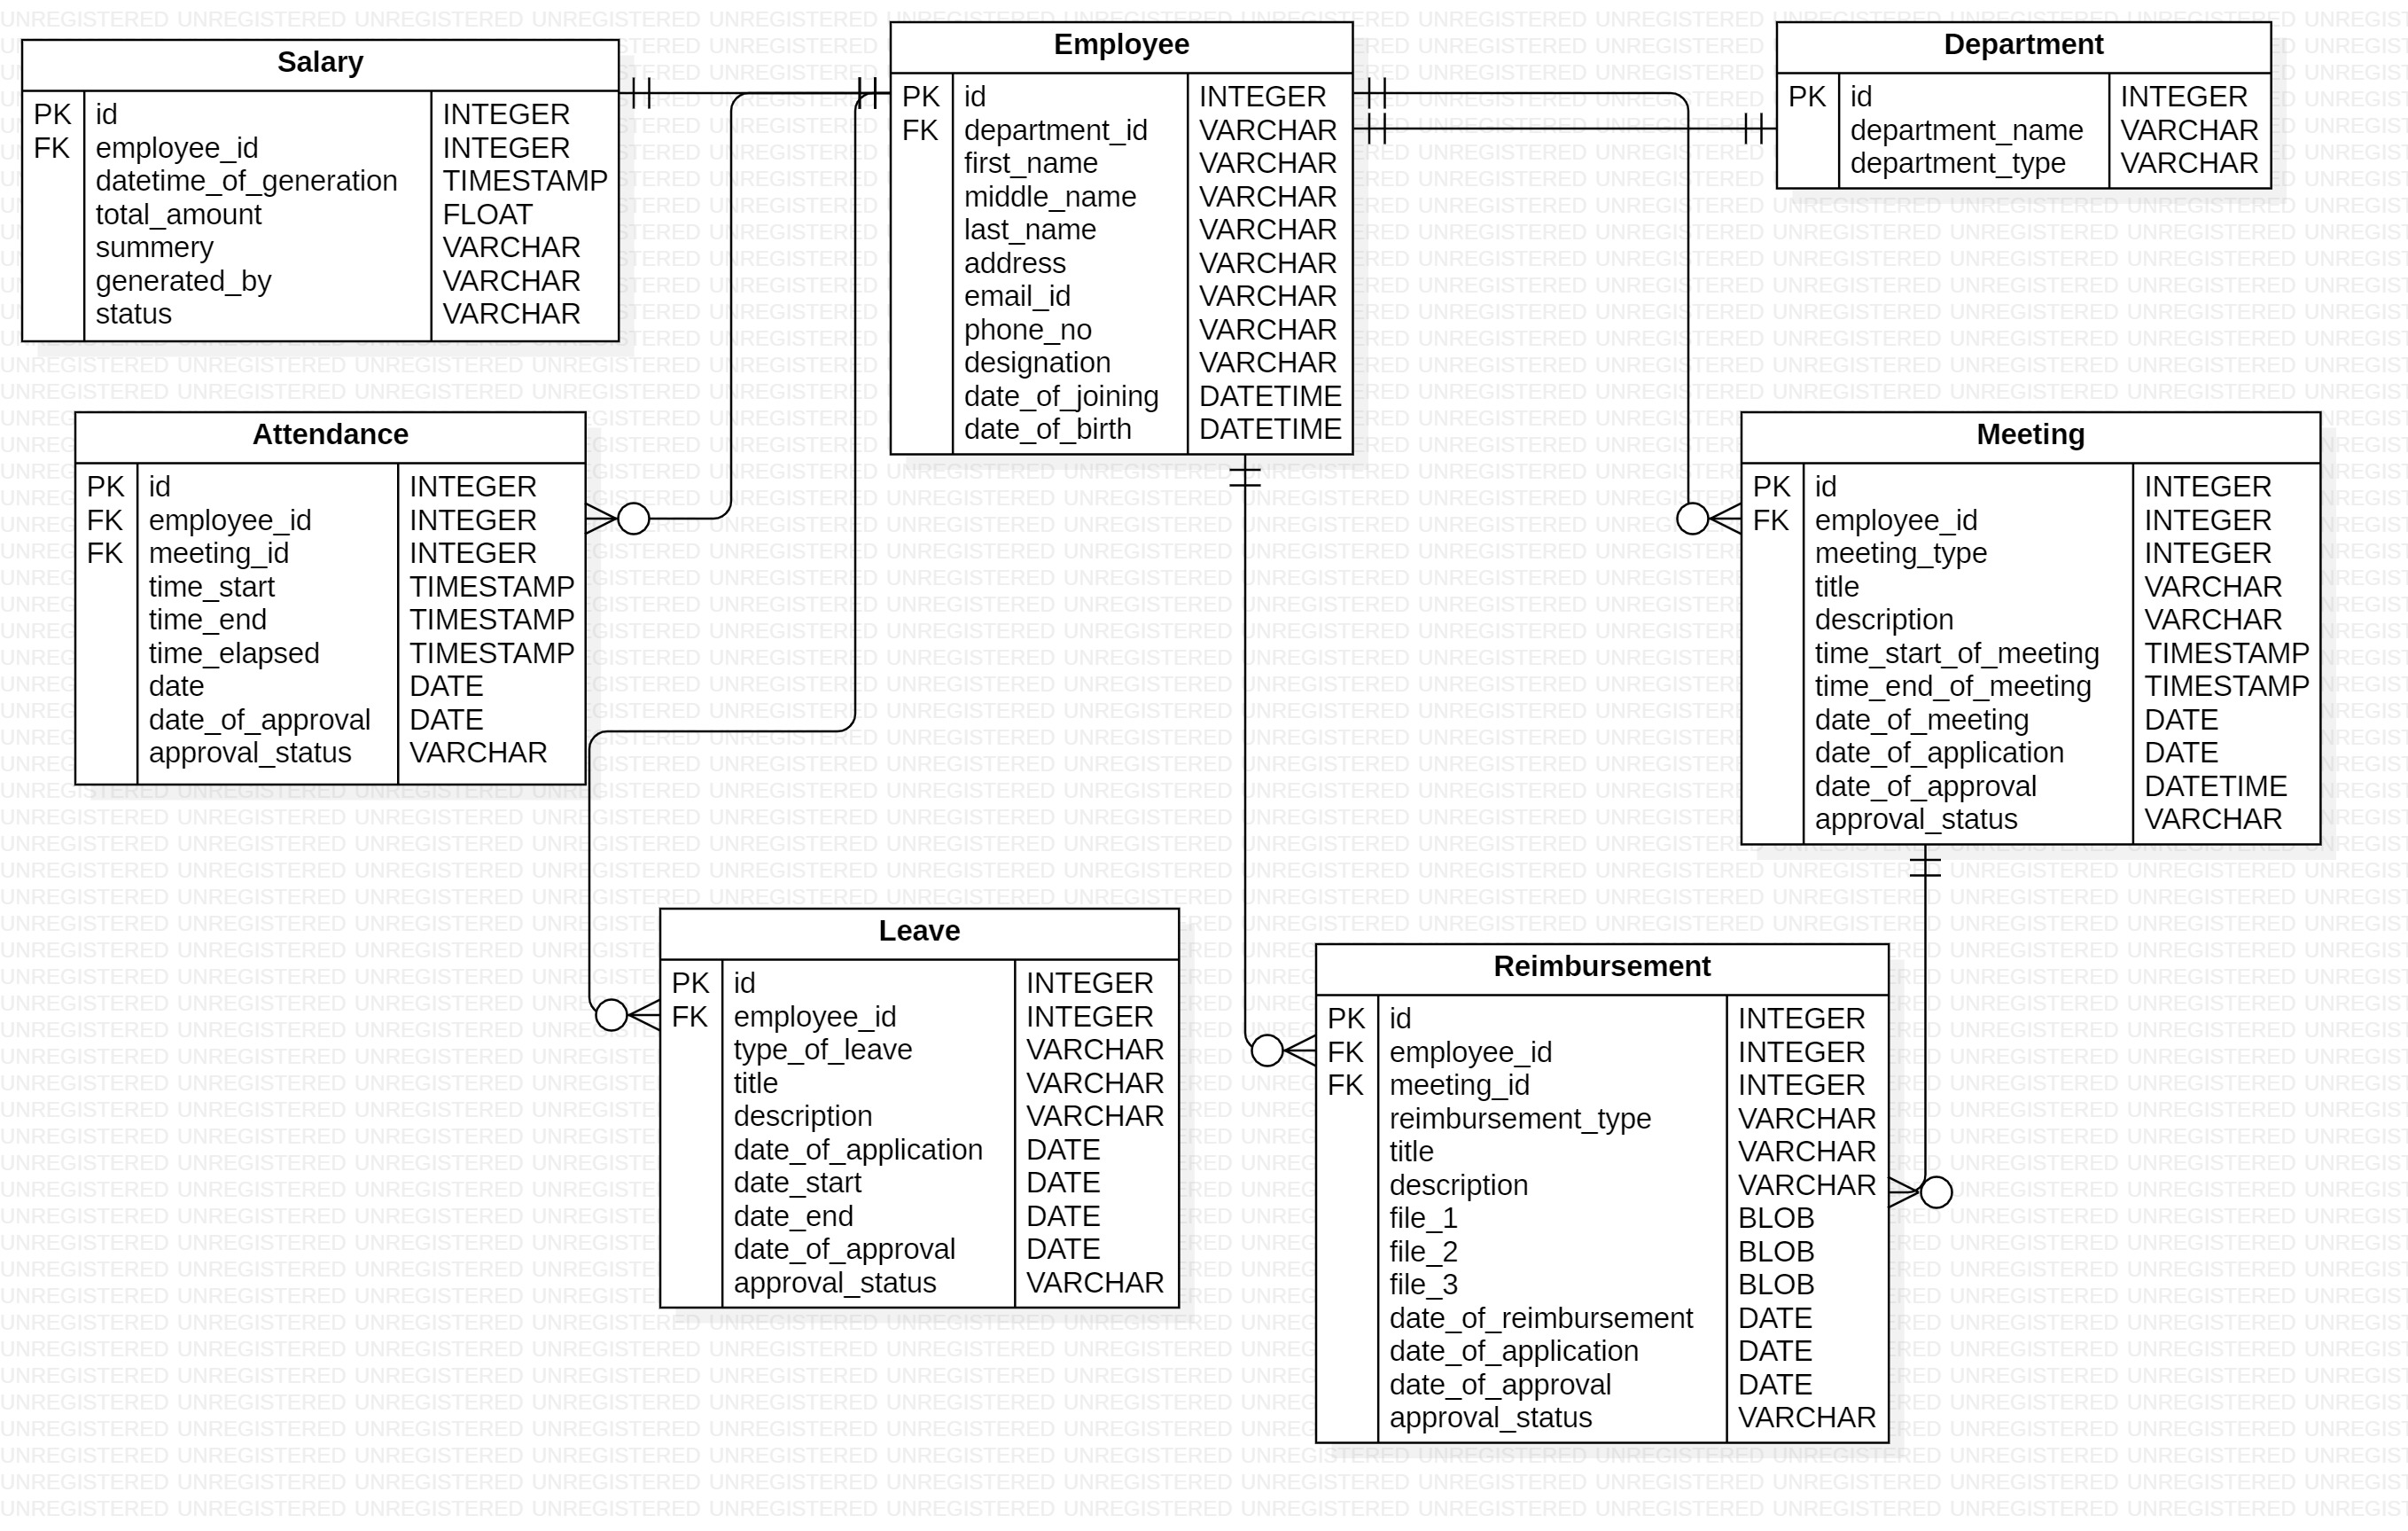 Salary
PK id INTEGER
FK employee_id INTEGER
datetime_of_generation TIMESTAMP
total_amount FLOAT
summery VARCHAR
generated_by VARCHAR
status VARCHAR
Employee
PK id INTEGER
FK department_id VARCHAR
first_name VARCHAR
middle_name VARCHAR
last_name VARCHAR
address VARCHAR
email_id VARCHAR
phone_no VARCHAR
designation VARCHAR
date_of_joining DATETIME
date_of_birth DATETIME
Department
PK id INTEGER
department_name VARCHAR
department_type VARCHAR
Attendance
PK id INTEGER
FK employee_id INTEGER
FK meeting_id INTEGER
time_start TIMESTAMP
time_end TIMESTAMP
time_elapsed TIMESTAMP
date DATE
date_of_approval DATE
approval_status VARCHAR
Meeting
PK id INTEGER
FK employee_id INTEGER
meeting_type INTEGER
title VARCHAR
description VARCHAR
time_start_of_meeting TIMESTAMP
time_end_of_meeting TIMESTAMP
date_of_meeting DATE
date_of_application DATE
date_of_approval DATETIME
approval_status VARCHAR
Leave
PK id INTEGER
FK employee_id INTEGER
type_of_leave VARCHAR
title VARCHAR
description VARCHAR
date_of_application DATE
date_start DATE
date_end DATE
date_of_approval DATE
approval_status VARCHAR
Reimbursement
PK id INTEGER
FK employee_id INTEGER
FK meeting_id INTEGER
reimbursement_type VARCHAR
title VARCHAR
description VARCHAR
file_1 BLOB
file_2 BLOB
file_3 BLOB
date_of_reimbursement DATE
date_of_application DATE
date_of_approval DATE
approval_status VARCHAR
UNREGISTERED